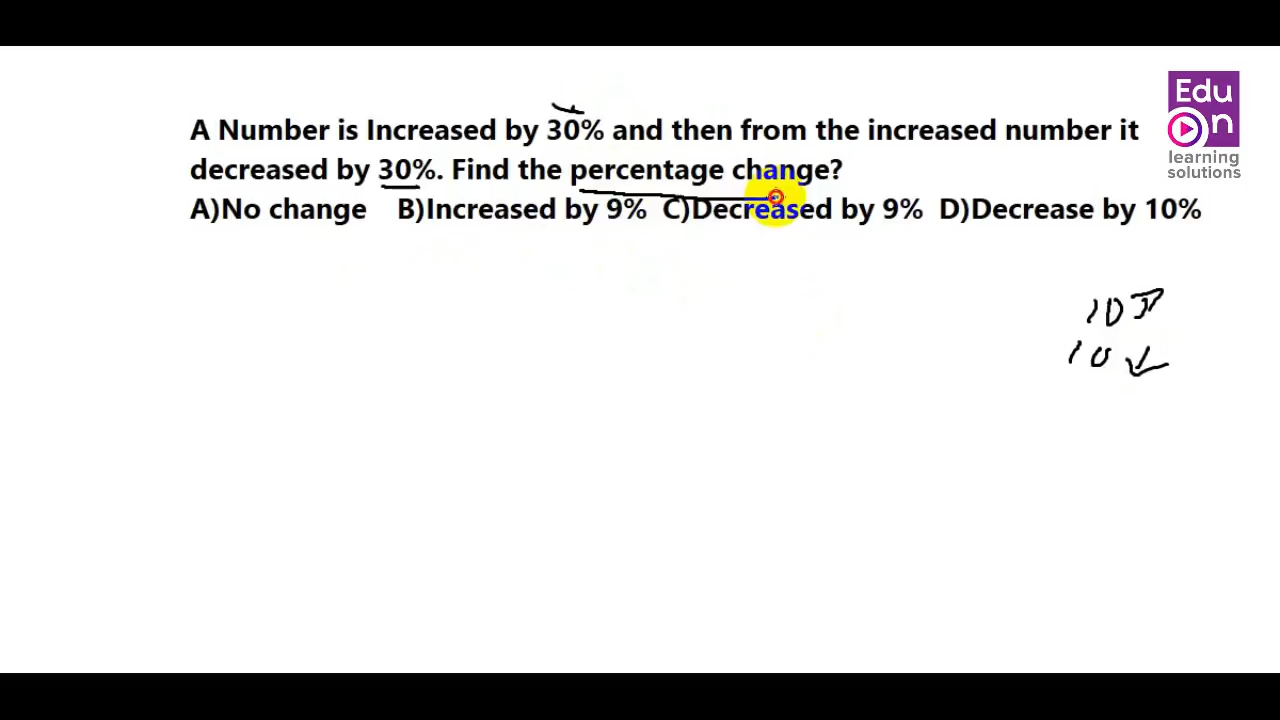 A Number is Increased by 30% and then from the increased number it
decreased by 30%. Find the percentage change?
A)No change B)Increased by 9% C)Decreased by 9% D)Decrease by 10%
Edu
On
learning
solutions
10
10